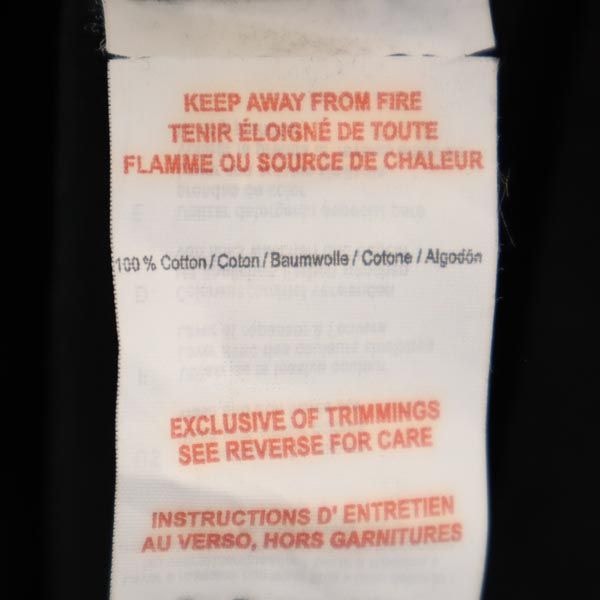 KEEP AWAY FROM FIRE
TENIR ÉLOIGNÉ DE TOUTE
FLAMME OU SOURCE DE CHALEUR
100 % Cotton / Coton / Baumwolle / Cotone / Algodón
EXCLUSIVE OF TRIMMINGS
SEE REVERSE FOR CARE
INSTRUCTIONS D' ENTRETIEN
AU VERSO, HORS GARNITURES